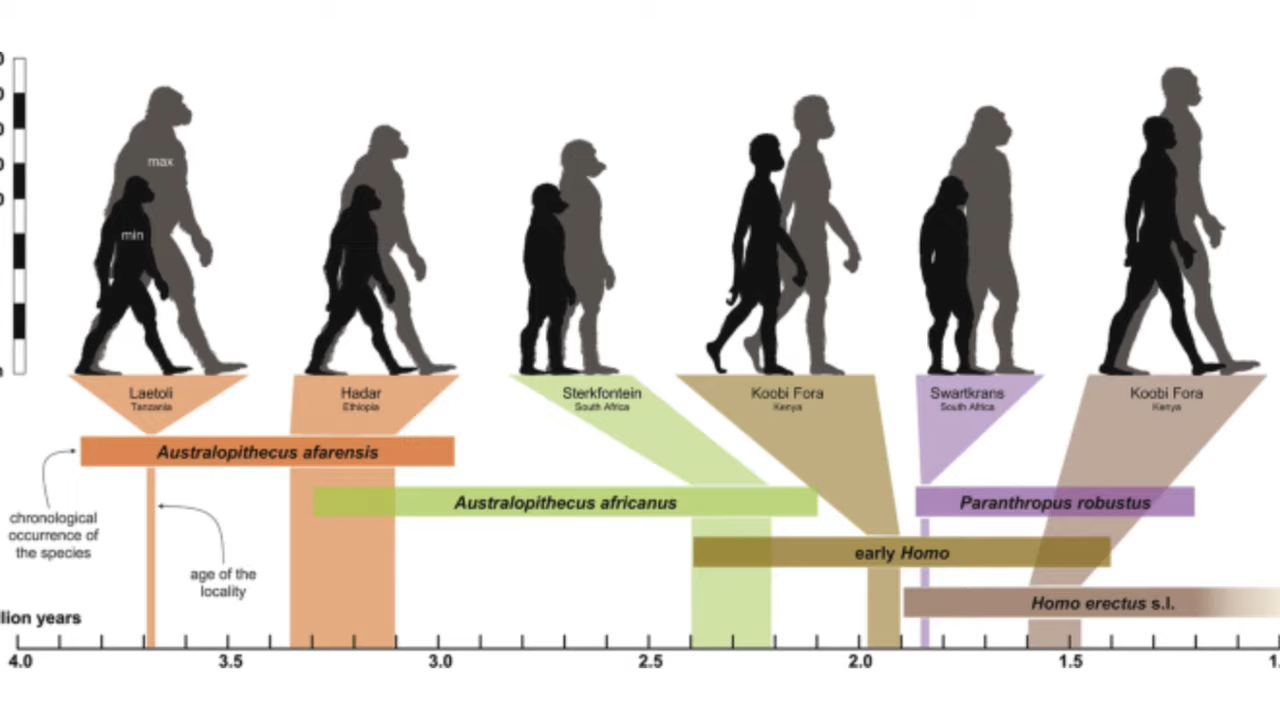 max
min
Laetoli
Tanzania
Hadar
Ethiopia
Sterkfontein
South Africa
Koobi Fora
Kenya
Swartkrans
South Africa
Koobi Fora
Kenya
Australopithecus afarensis
Australopithecus africanus
Paranthropus robustus
chronological
occurrence of
the species
early Homo
age of the
locality
Homo erectus s.l.
llion years
4.0 3.5 3.0 2.5 2.0 1.5 1.